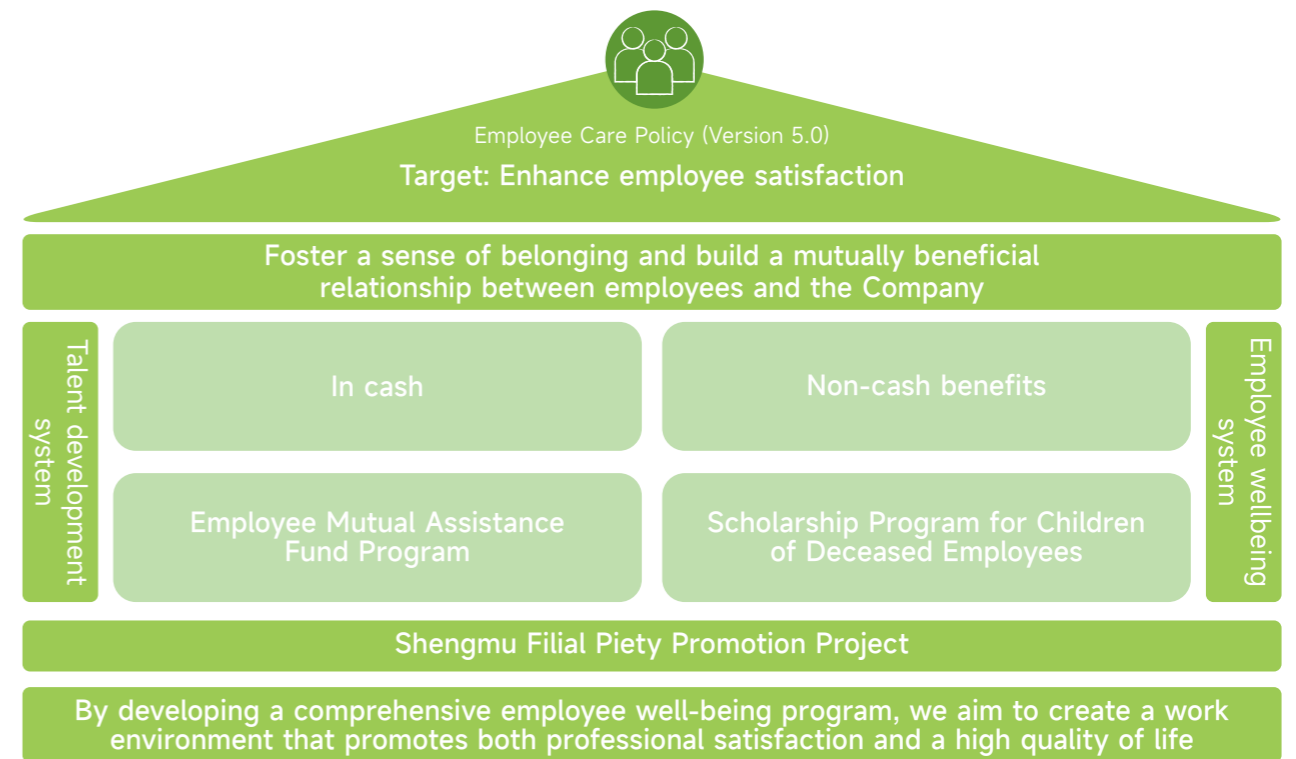 Employee Care Policy (Version 5.0)
Target: Enhance employee satisfaction
Foster a sense of belonging and build a mutually beneficial
relationship between employees and the Company
Talent development
system
In cash
Non-cash benefits
Employee Mutual Assistance
Fund Program
Scholarship Program for Children
of Deceased Employees
Employee wellbeing
system
Shengmu Filial Piety Promotion Project
By developing a comprehensive employee well-being program, we aim to create a work
environment that promotes both professional satisfaction and a high quality of life